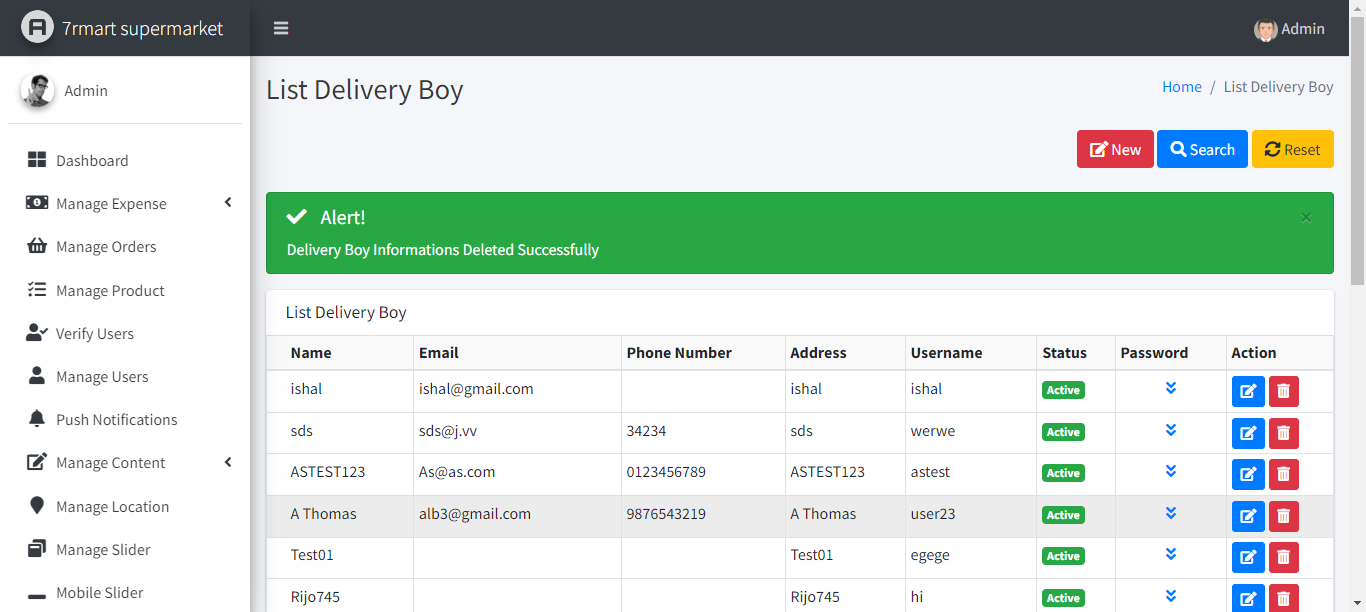 7rmart supermarket
Admin
Admin
Dashboard
Manage Expense
Manage Orders
Manage Product
Verify Users
Manage Users
Push Notifications
Manage Content
Manage Location
Manage Slider
Mobile Slider
List Delivery Boy
Home / List Delivery Boy
New Search Reset
Alert!
×
Delivery Boy Informations Deleted Successfully
List Delivery Boy
Name Email Phone Number Address Username Status Password Action
ishal ishal@gmail.com ishal ishal Active
sds sds@j.vv 34234 sds werwe Active
ASTEST123 As@as.com 0123456789 ASTEST123 astest Active
A Thomas alb3@gmail.com 9876543219 A Thomas user23 Active
Test01 Test01 egege Active
Rijo745 Rijo745 hi Active